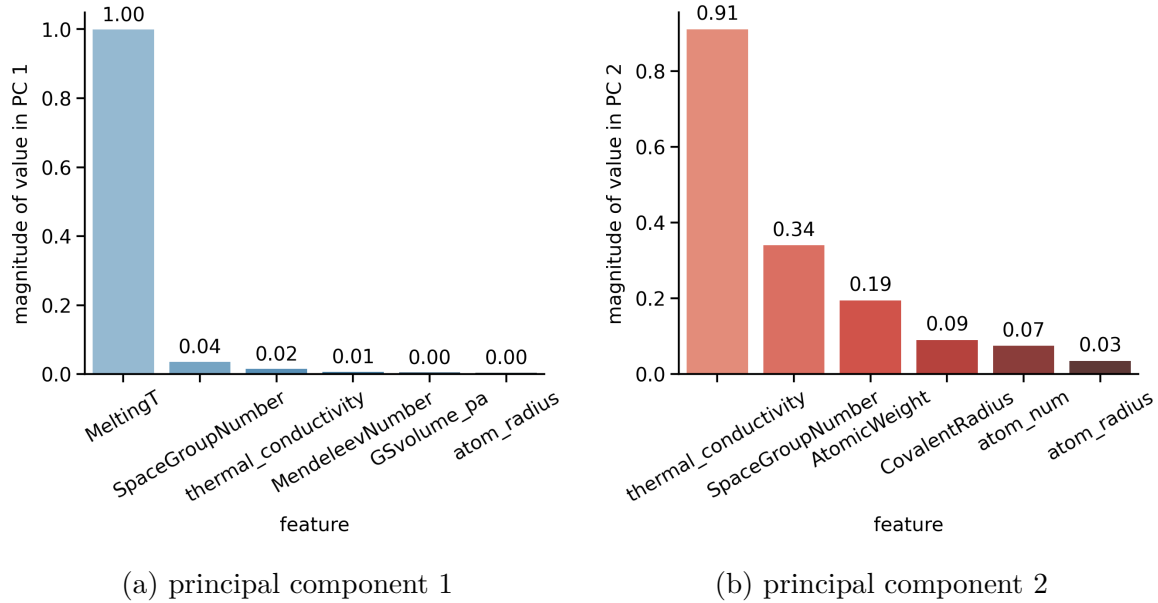 magnitude of value in PC 1
1.0
0.8
0.6
0.4
0.2
0.0
1.00
0.04
0.02
0.01
0.00
0.00
MeltingT
SpaceGroupNumber
thermal_conductivity
MendeleevNumber
GSvolume_pa
atom_radius
feature
(a) principal component 1
magnitude of value in PC 2
0.8
0.6
0.4
0.2
0.0
0.91
0.34
0.19
0.09
0.07
0.03
thermal_conductivity
SpaceGroupNumber
AtomicWeight
CovalentRadius
atom_num
atom_radius
feature
(b) principal component 2